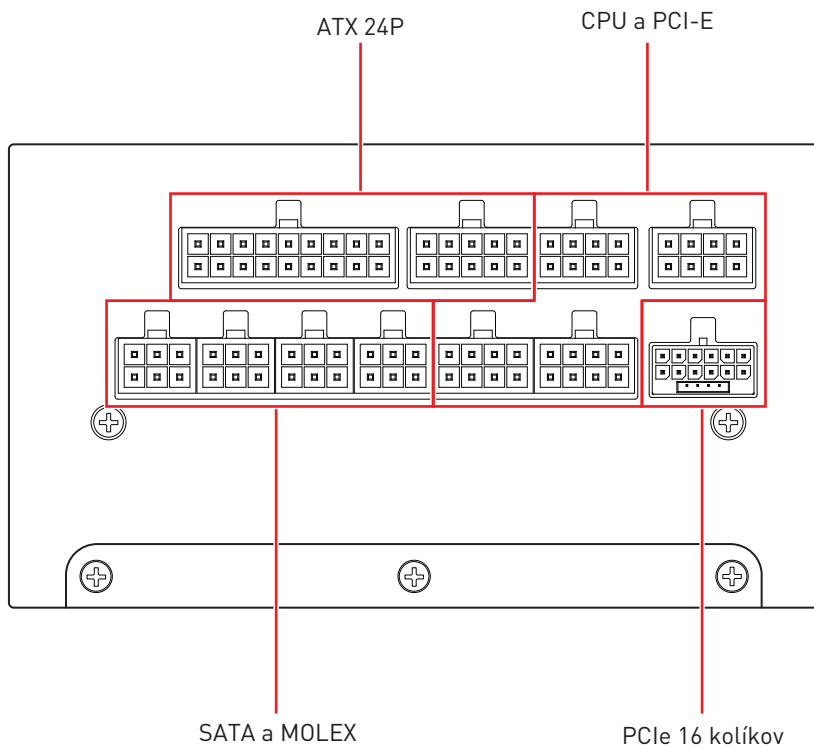 ATX 24P
CPU a PCI-E
SATA a MOLEX
PCIe 16 kolíkov